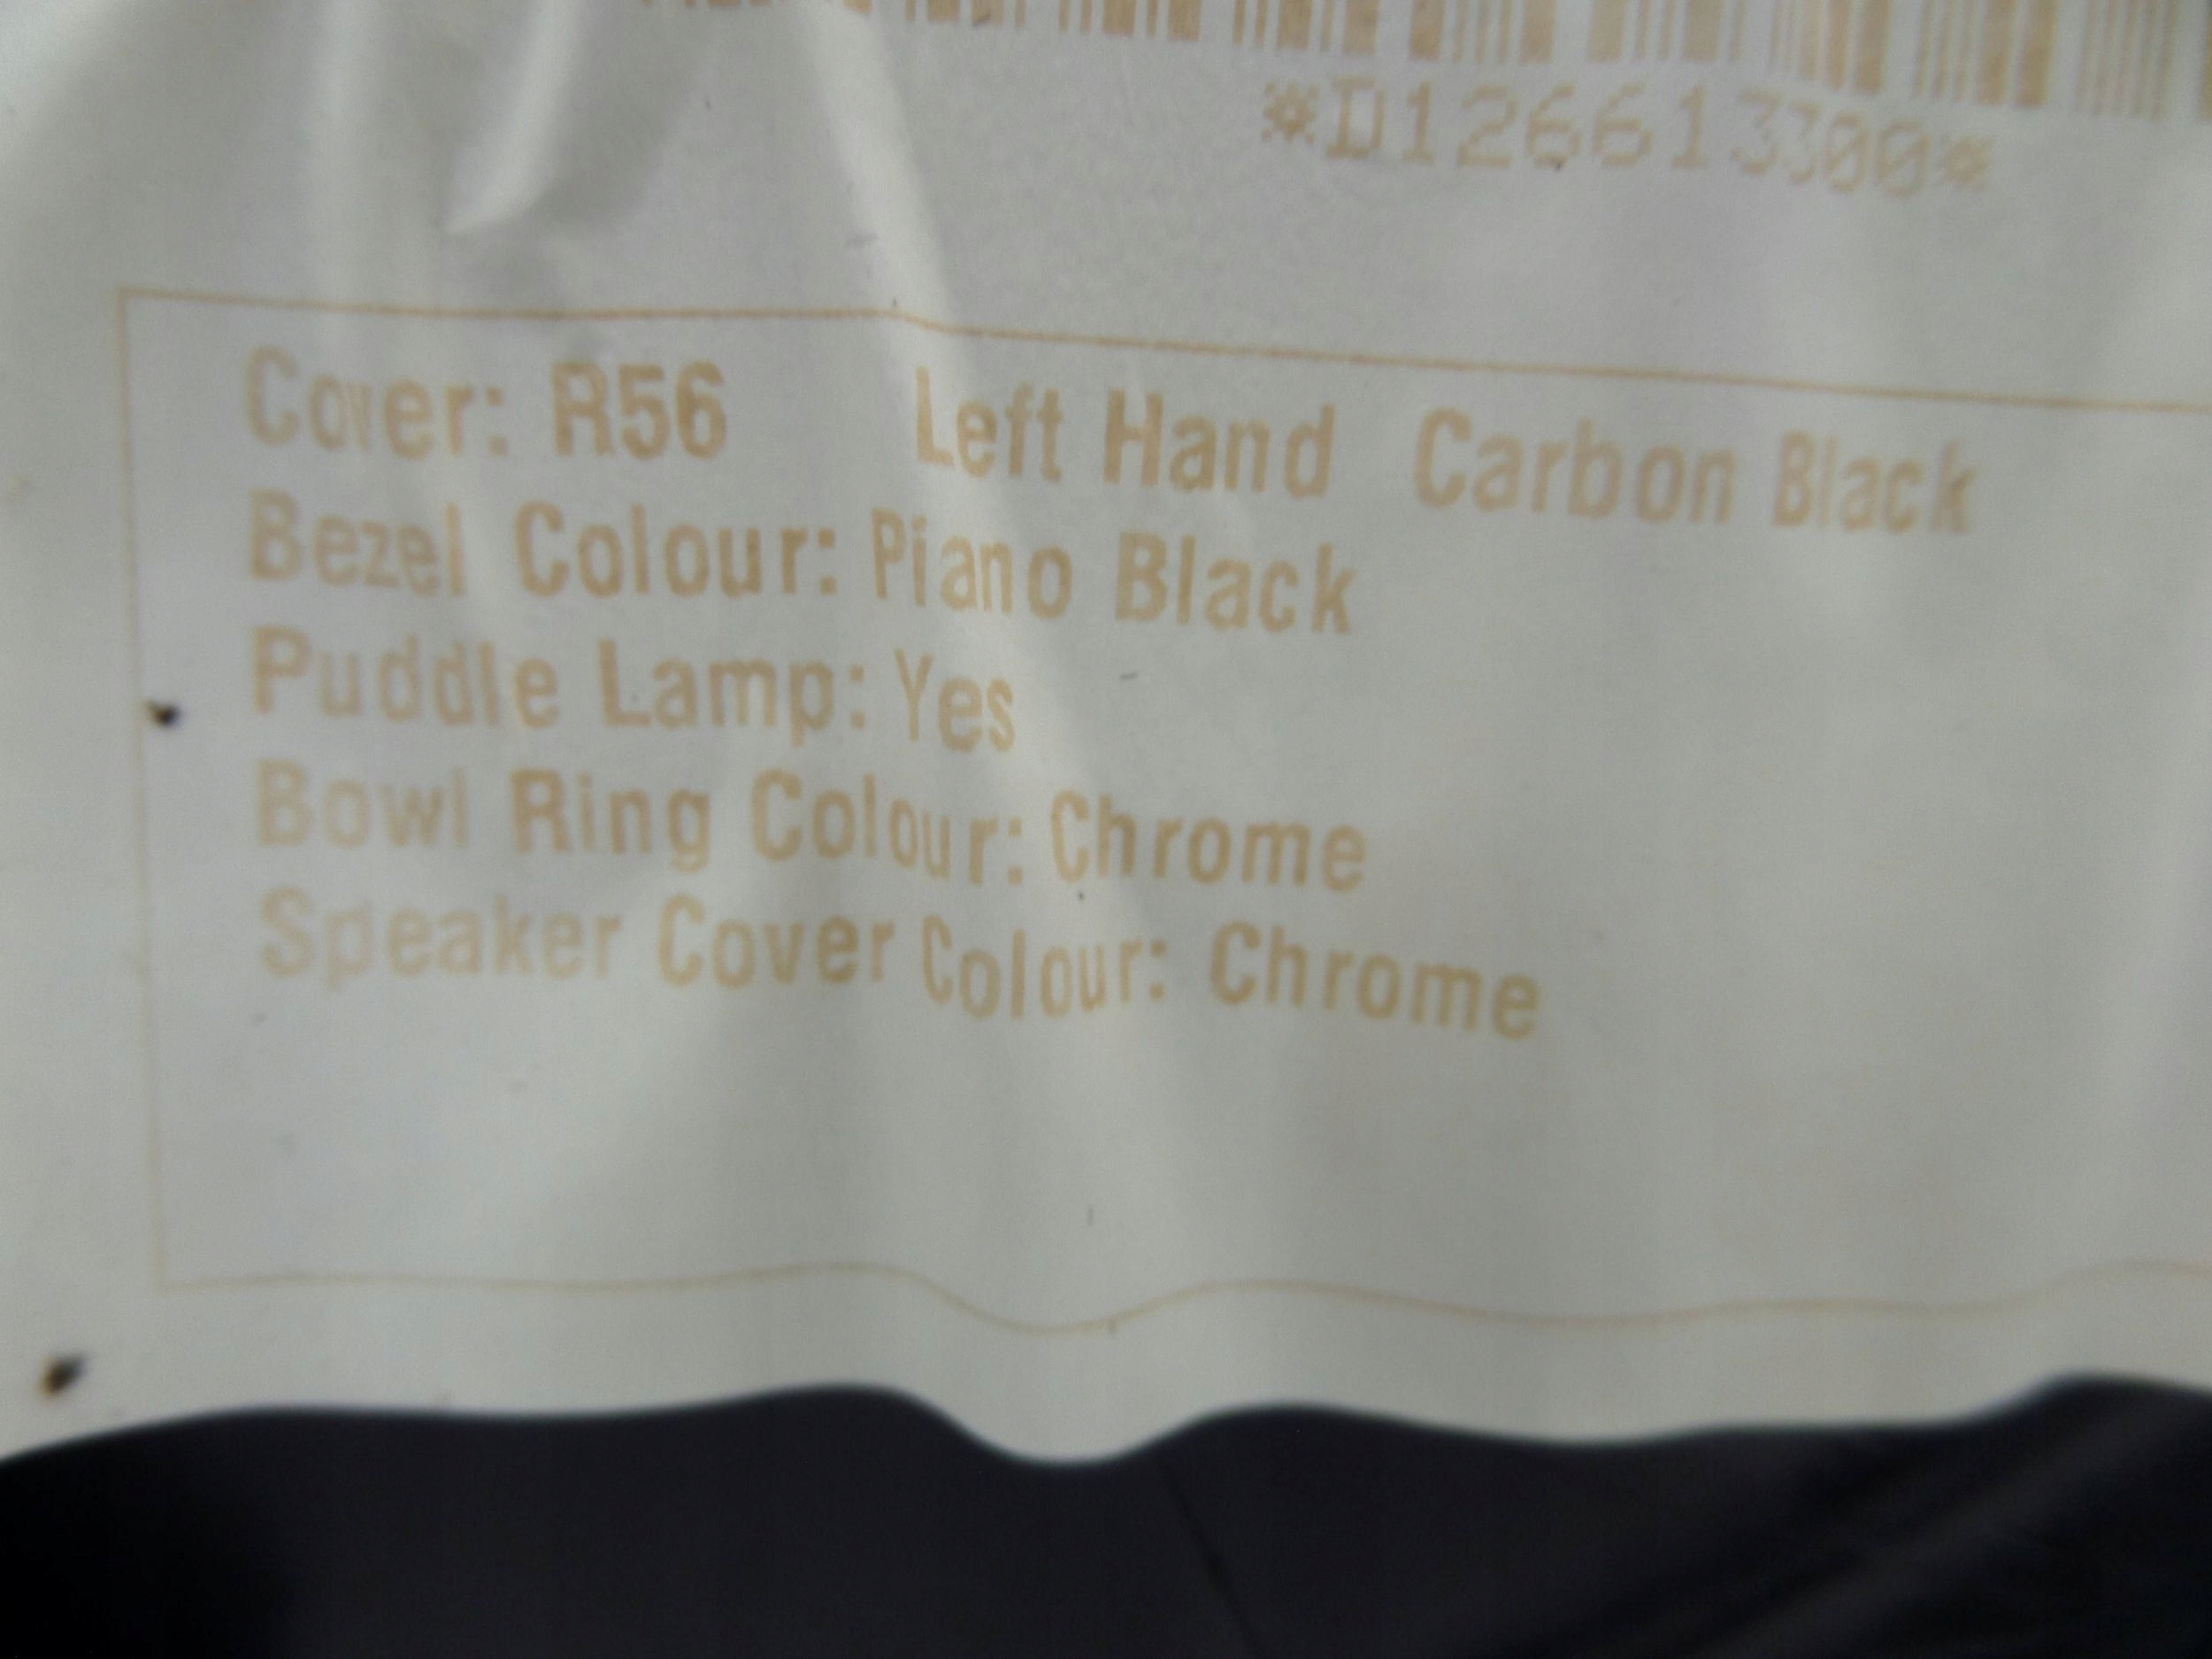 *D126613300*
Cover: R56 Left Hand Carbon Black
Bezel Colour: Piano Black
Puddle Lamp: Yes
Bowl Ring Colour: Chrome
Speaker Cover Colour: Chrome